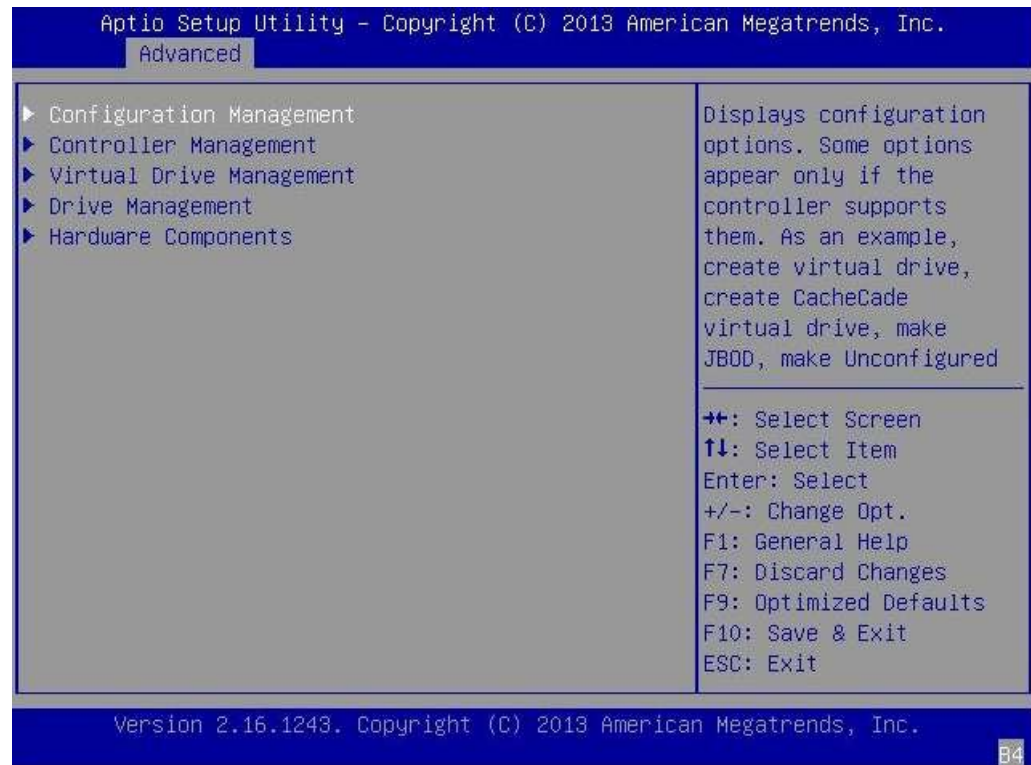 Aptio Setup Utility – Copyright (C) 2013 American Megatrends, Inc.
Advanced
▶ Configuration Management
▶ Controller Management
▶ Virtual Drive Management
▶ Drive Management
▶ Hardware Components
Displays configuration
options. Some options
appear only if the
controller supports
them. As an example,
create virtual drive,
create CacheCade
virtual drive, make
JBOD, make Unconfigured
→←: Select Screen
↑↓: Select Item
Enter: Select
+/-: Change Opt.
F1: General Help
F7: Discard Changes
F9: Optimized Defaults
F10: Save & Exit
ESC: Exit
Version 2.16.1243. Copyright (C) 2013 American Megatrends, Inc.
B4